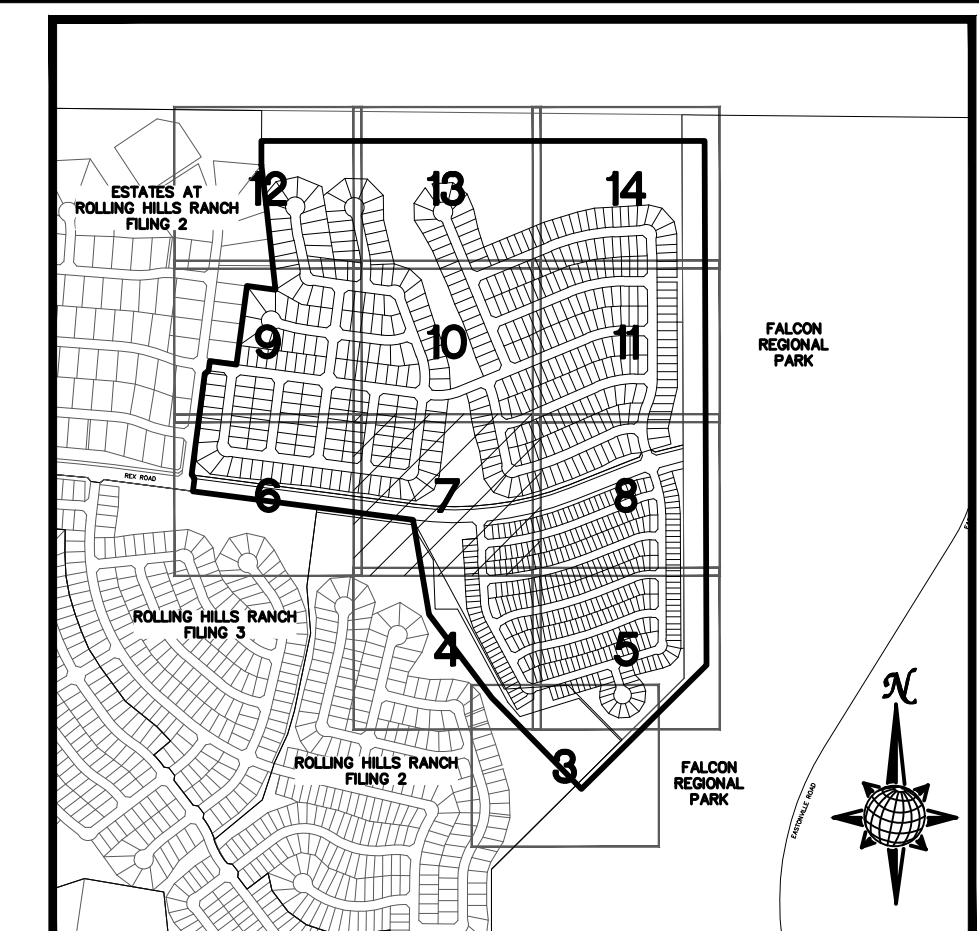 12
13
14
ESTATES AT
ROLLING HILLS RANCH
FILING 2
9
10
11
FALCON
REGIONAL
PARK
REX ROAD
6
7
8
ROLLING HILLS RANCH
FILING 3
4
5
N
ROLLING HILLS RANCH
FILING 2
3
FALCON
REGIONAL
PARK
EASTONVILLE ROAD